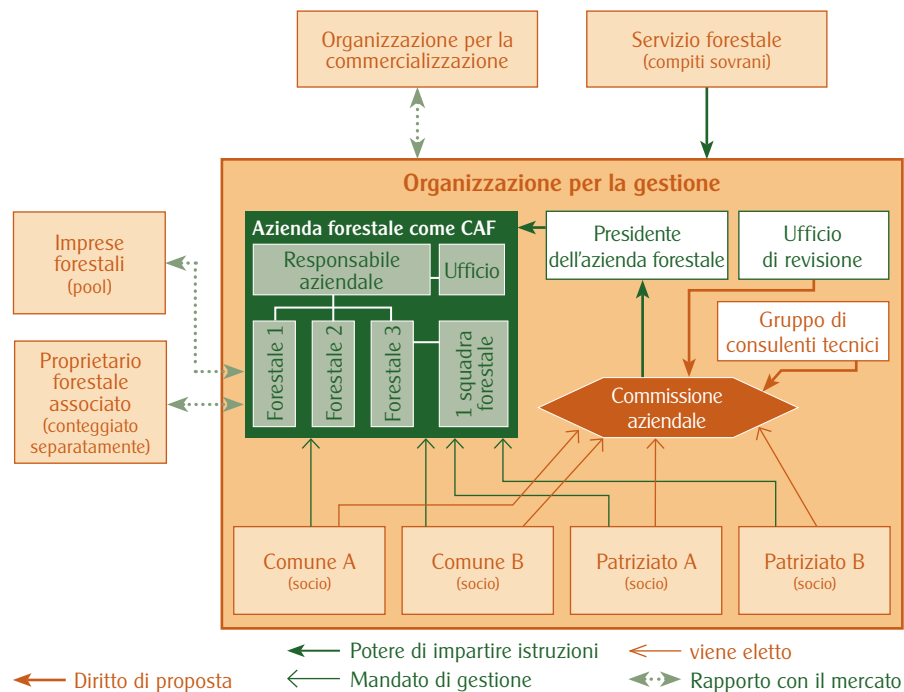 Organizzazione per la
commercializzazione
Servizio forestale
(compiti sovrani)
Organizzazione per la gestione
Imprese
forestali
(pool)
Proprietario
forestale
associato
(conteggiato
separatamente)
Azienda forestale come CAF
Responsabile
aziendale
Ufficio
Forestale 1
Forestale 2
Forestale 3
1 squadra
forestale
Presidente
dell'azienda forestale
Ufficio
di revisione
Gruppo di
consulenti tecnici
Commissione
aziendale
Comune A
(socio)
Comune B
(socio)
Patriziato A
(socio)
Patriziato B
(socio)
Diritto di proposta
Potere di impartire istruzioni
Mandato di gestione
viene eletto
Rapporto con il mercato